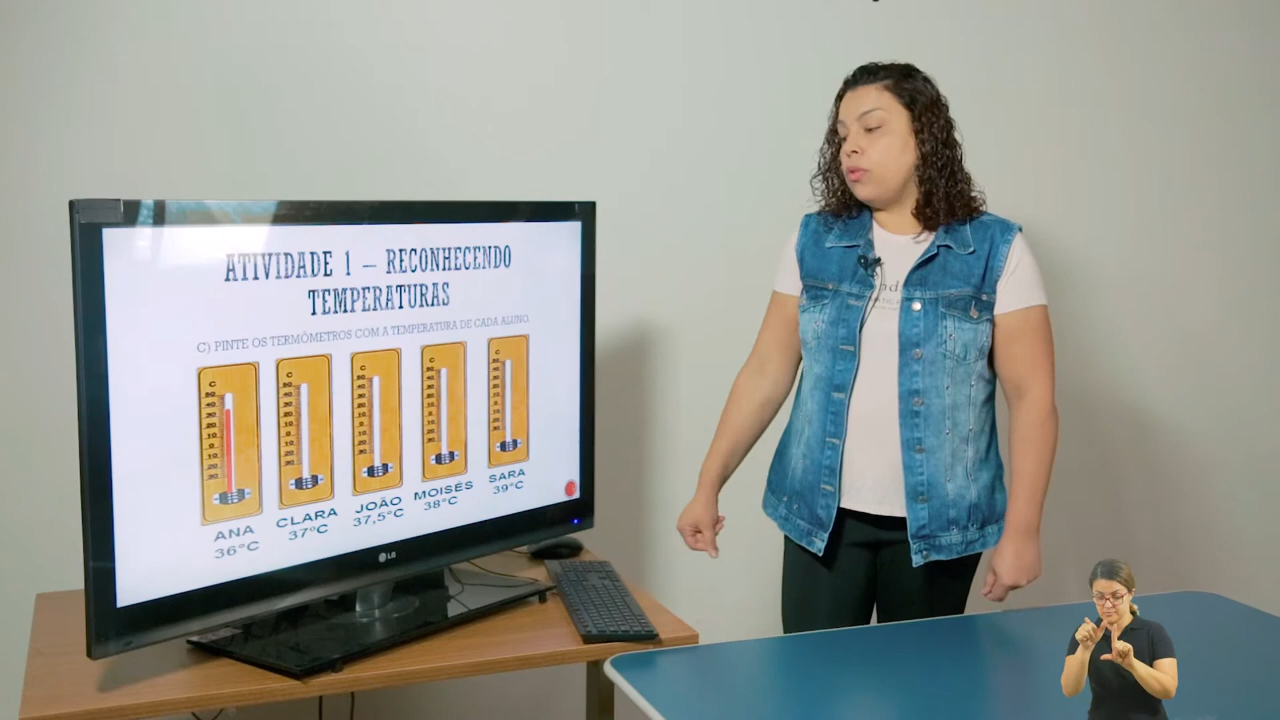 ATIVIDADE 1 – RECONHECENDO
TEMPERATURAS
C) PINTE OS TERMÔMETROS COM A TEMPERATURA DE CADA ALUNO.
ANA
36°C
CLARA
37°C
JOÃO
37,5°C
MOISÉS
38°C
SARA
39°C
LG